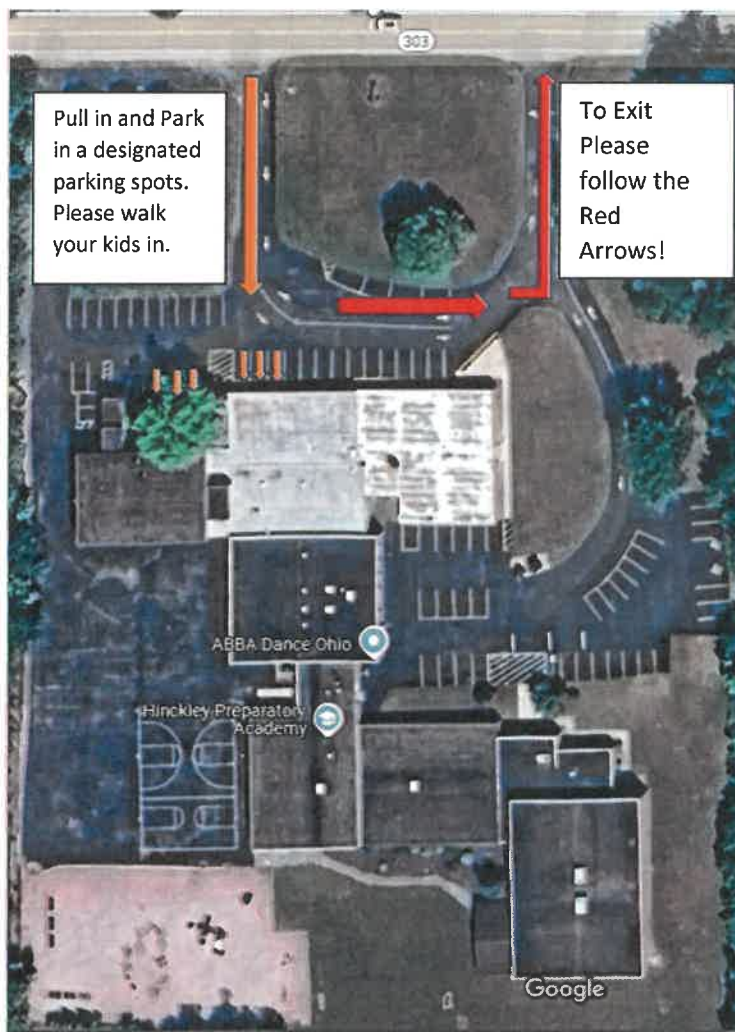 303
Pull in and Park
in a designated
parking spots.
Please walk
your kids in.
To Exit
Please
follow the
Red
Arrows!
ABBA Dance Ohio
Hinckley Preparatory
Academy
Google